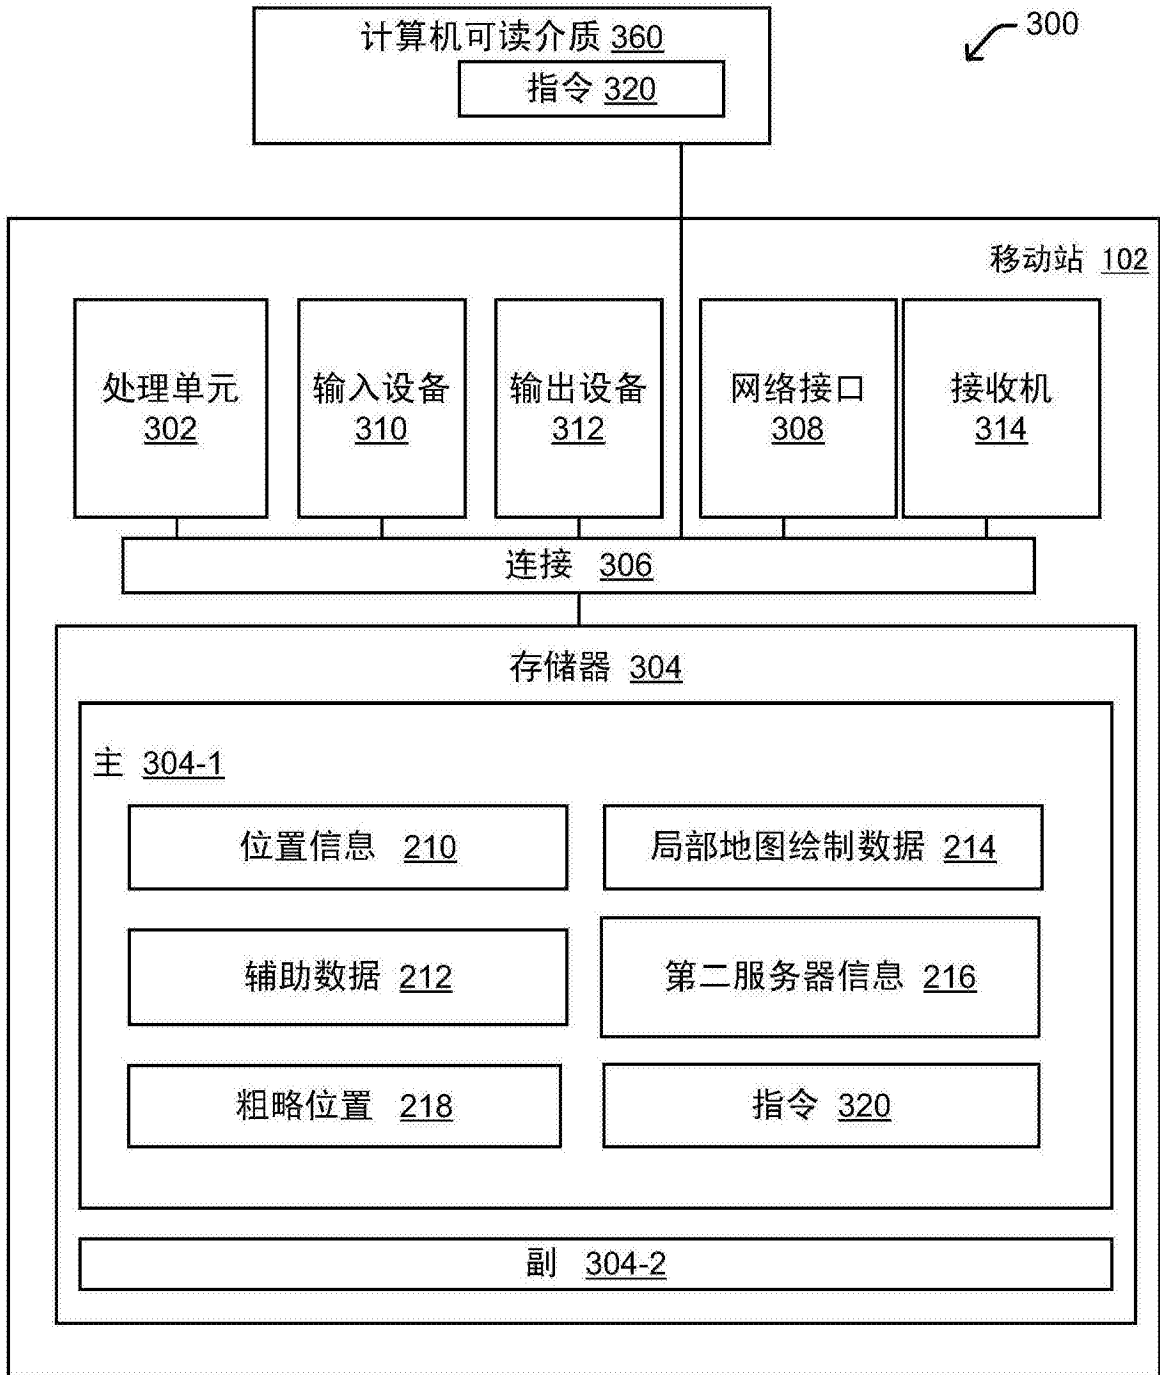 300
计算机可读介质 360
指令 320
移动站 102
处理单元
302
输入设备
310
输出设备
312
网络接口
308
接收机
314
连接 306
存储器 304
主 304-1
位置信息 210
局部地图绘制数据 214
辅助数据 212
第二服务器信息 216
粗略位置 218
指令 320
副 304-2